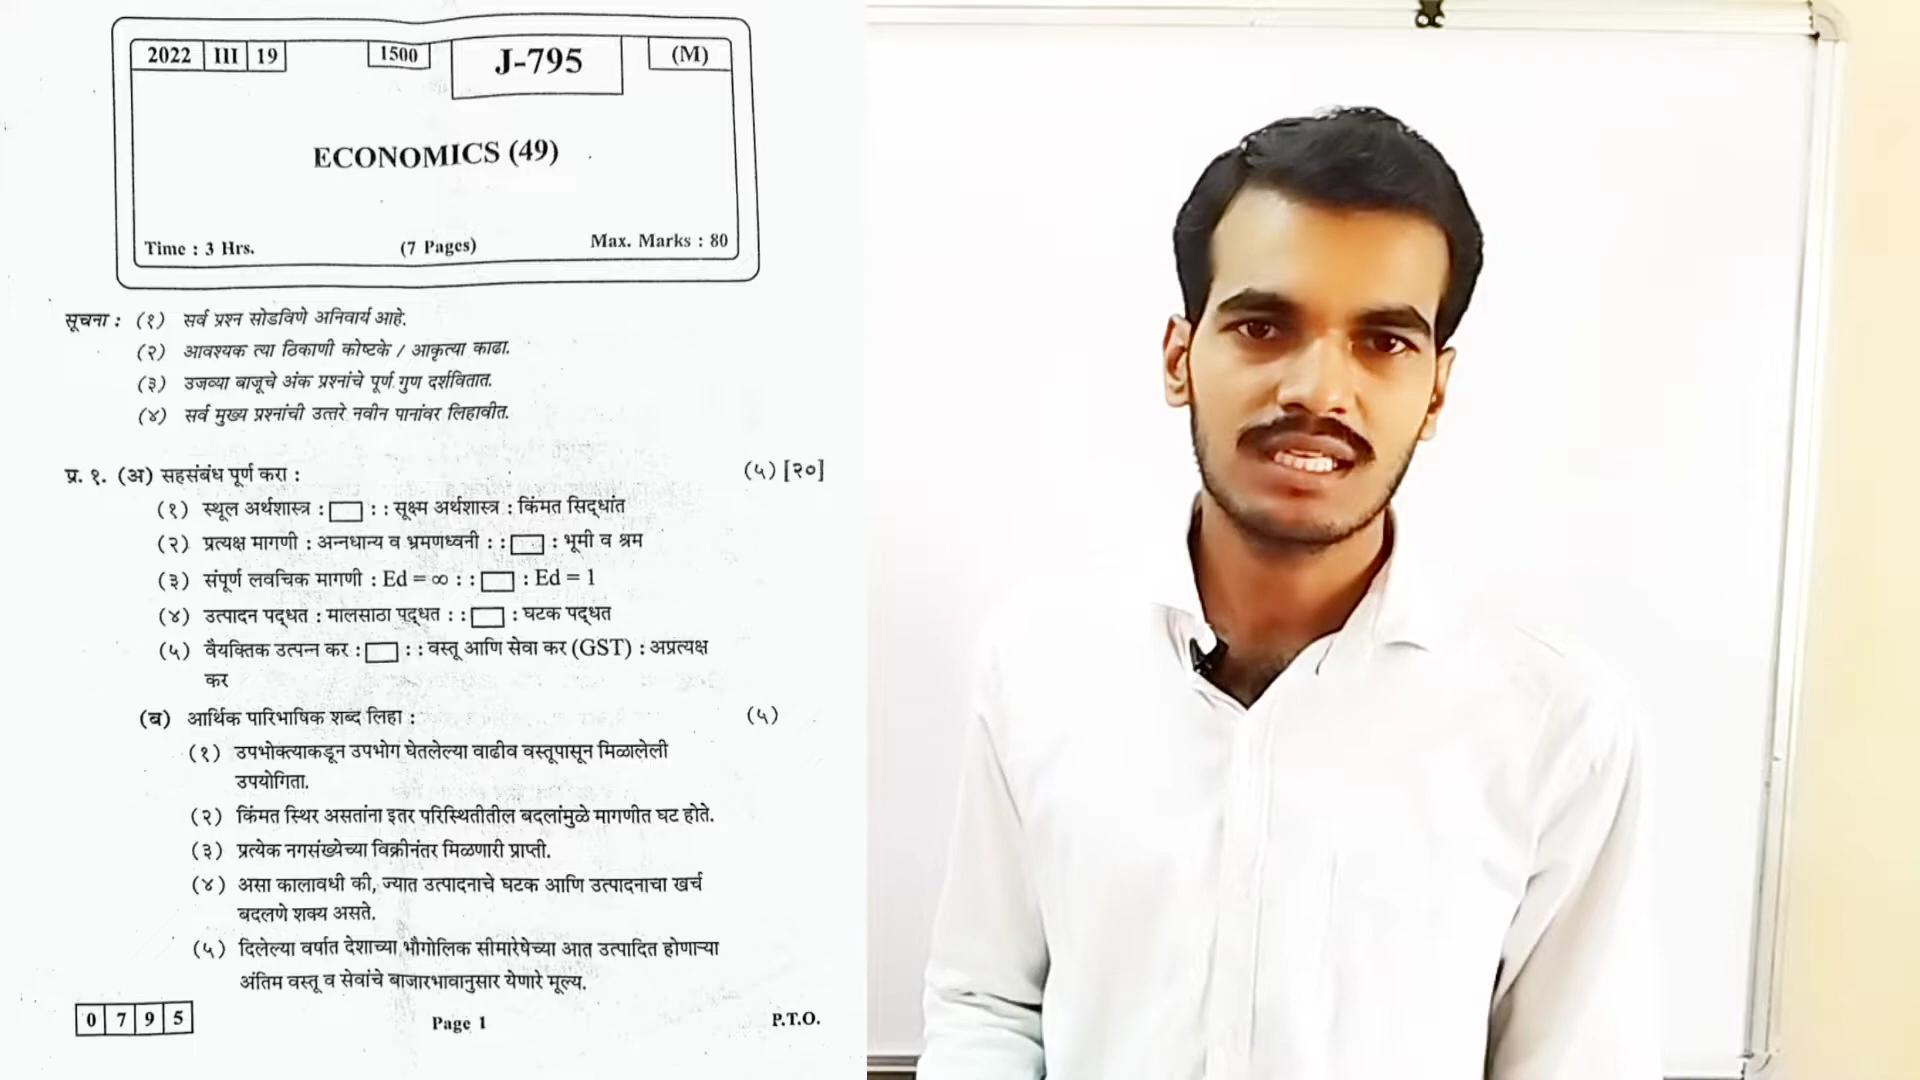 2022 III 19 1500 J-795 (M)
ECONOMICS (49)
Time : 3 Hrs. (7 Pages) Max. Marks : 80
सूचना : (१) सर्व प्रश्न सोडविणे अनिवार्य आहे.
(२) आवश्यक त्या ठिकाणी कोष्टके / आकृत्या काढा.
(३) उजव्या बाजूचे अंक प्रश्नांचे पूर्ण गुण दर्शवितात.
(४) सर्व मुख्य प्रश्नांची उत्तरे नवीन पानांवर लिहावीत.
प्र. १. (अ) सहसंबंध पूर्ण करा : (५) [२०]
(१) स्थूल अर्थशास्त्र : : : सूक्ष्म अर्थशास्त्र : किंमत सिद्धांत
(२) प्रत्यक्ष मागणी : अन्नधान्य व भ्रमणध्वनी : : : भूमी व श्रम
(३) संपूर्ण लवचिक मागणी : Ed = ∞ : : : Ed = 1
(४) उत्पादन पद्धत : मालसाठा पद्धत : : : घटक पद्धत
(५) वैयक्तिक उत्पन्न कर : : : वस्तू आणि सेवा कर (GST) : अप्रत्यक्ष
कर
(ब) आर्थिक पारिभाषिक शब्द लिहा : (५)
(१) उपभोक्त्याकडून उपभोग घेतलेल्या वाढीव वस्तूपासून मिळालेली
उपयोगिता.
(२) किंमत स्थिर असतांना इतर परिस्थितीतील बदलांमुळे मागणीत घट होते.
(३) प्रत्येक नगसंख्येच्या विक्रीनंतर मिळणारी प्राप्ती.
(४) असा कालावधी की, ज्यात उत्पादनाचे घटक आणि उत्पादनाचा खर्च
बदलणे शक्य असते.
(५) दिलेल्या वर्षात देशाच्या भौगोलिक सीमारेषेच्या आत उत्पादित होणाऱ्या
अंतिम वस्तू व सेवांचे बाजारभावानुसार येणारे मूल्य.
0 7 9 5 Page 1 P.T.O.